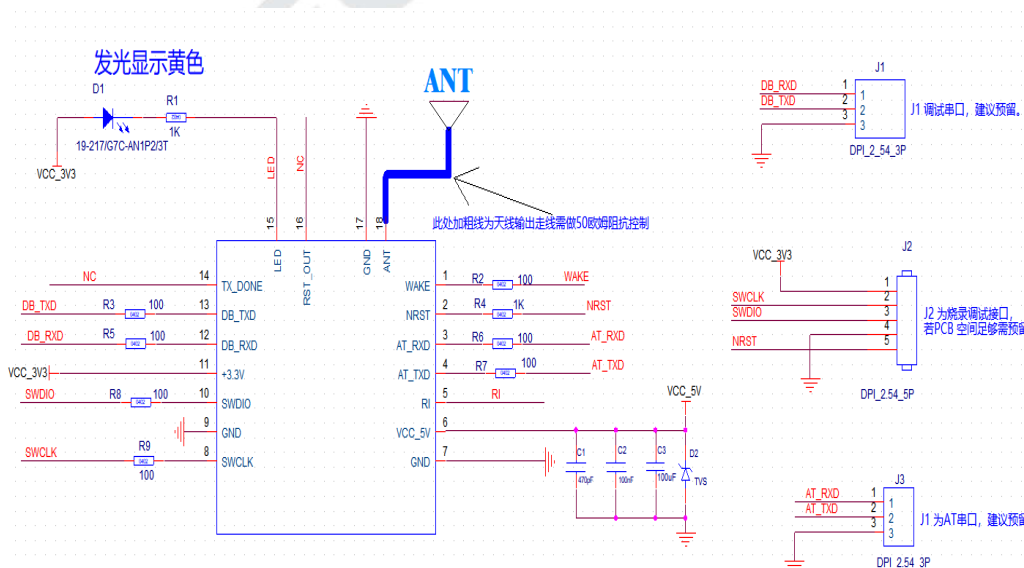 发光显示黄色
D1
R1
1K
19-217/G7C-AN1P2/3T
VCC_3V3
LED
NC
ANT
此处加粗线为天线输出走线需做50欧姆阻抗控制
15
16
17
18
LED
RST_OUT
GND
ANT
NC
14
TX_DONE
DB_TXD
R3
100
13
DB_TXD
DB_RXD
R5
100
12
DB_RXD
VCC_3V3
11
+3.3V
SWDIO
R8
100
10
SWDIO
9
GND
SWCLK
R9
100
8
SWCLK
WAKE
1
R2
100
WAKE
NRST
2
R4
1K
NRST
AT_RXD
3
R6
100
AT_RXD
AT_TXD
4
R7
100
AT_TXD
RI
5
RI
VCC_5V
6
VCC_5V
GND
7
C1
470pF
C2
100nF
C3
100uF
D2
TVS
J1
DB_RXD
1
1
DB_TXD
2
2
3
3
J1 调试串口，建议预留。
DPI_2_54_3P
J2
VCC_3V3
1
SWCLK
2
SWDIO
3
4
NRST
5
J2 为烧录调试接口，
若PCB 空间足够需预留
DPI_2.54_5P
J3
AT_RXD
1
1
AT_TXD
2
2
3
3
J1 为AT串口，建议预留
DPI_2.54_3P